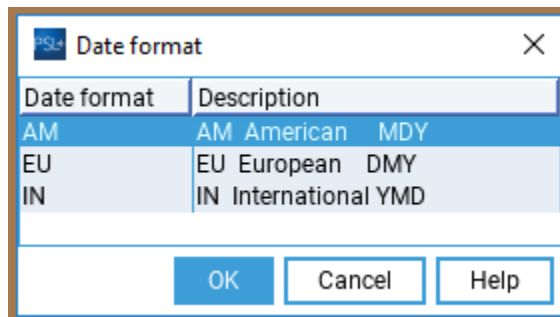 PSL+ Date format
Date format Description
AM AM American MDY
EU EU European DMY
IN IN International YMD
OK Cancel Help